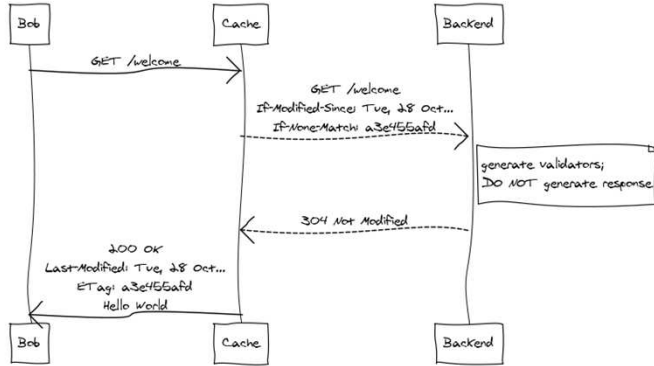 Bob
Cache
Backend
GET /welcome
GET /welcome
If-Modified-Since: Tue, 28 Oct...
If-None-Match: a3e455afd
generate validators;
DO NOT generate response
304 Not Modified
200 OK
Last-Modified: Tue, 28 Oct...
ETag: a3e455afd
Hello World
Bob
Cache
Backend